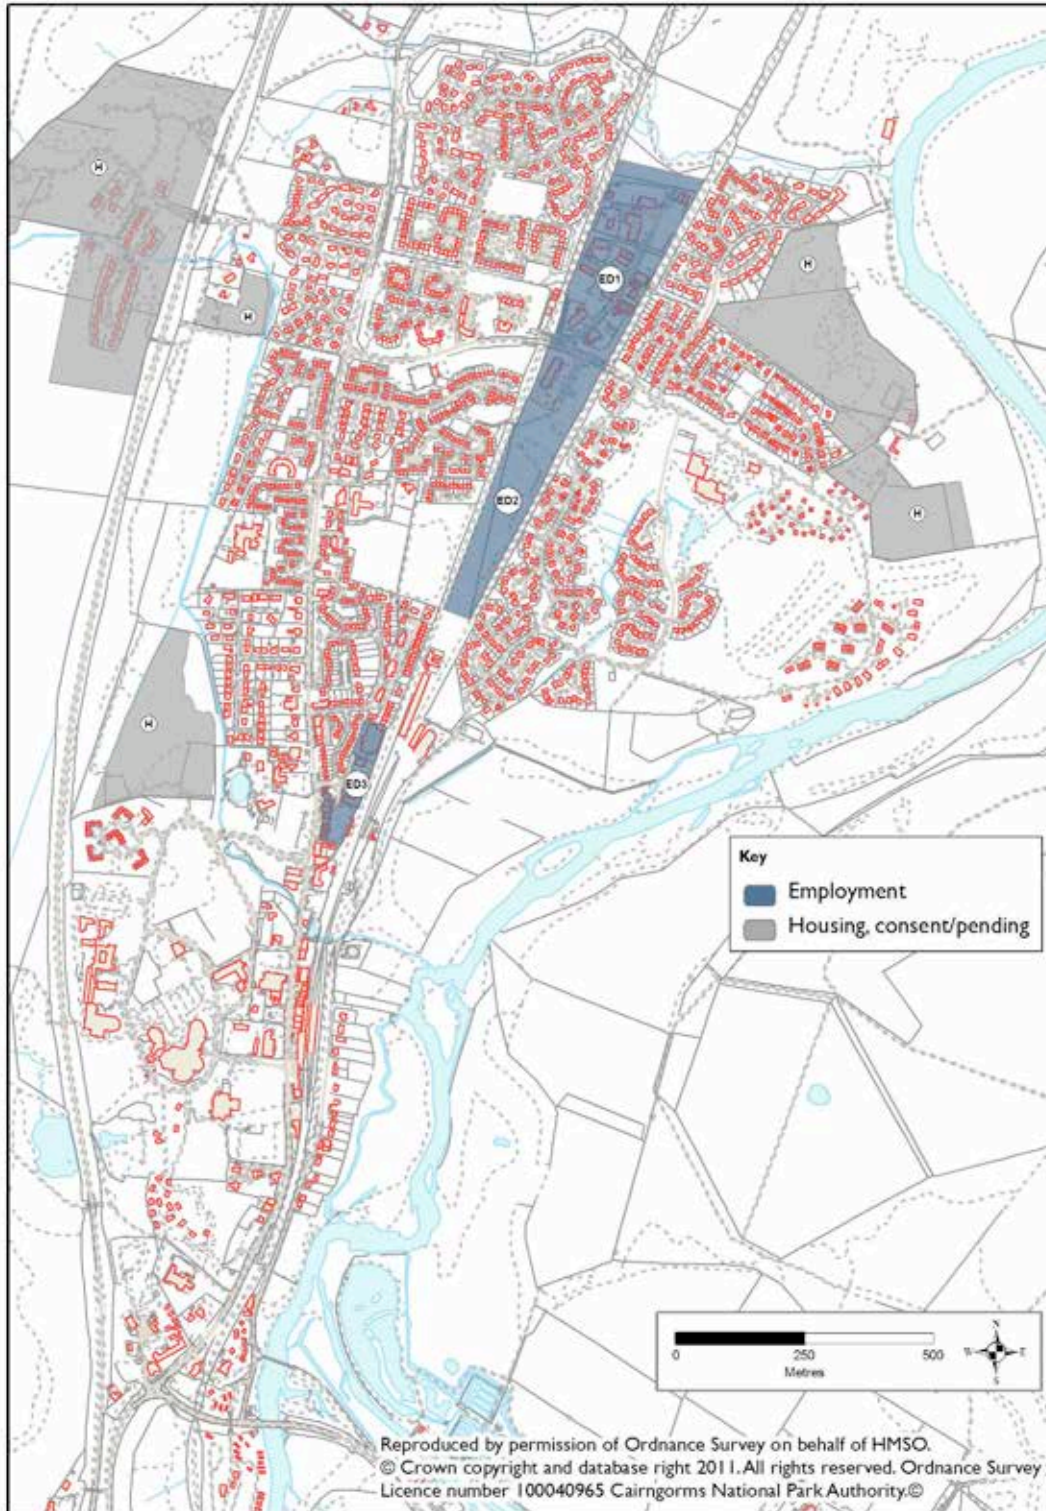 H
H
H
ED1
H
ED2
H
ED3
Key
Employment
Housing, consent/pending
N
W E
S
0 250 500
Metres
Reproduced by permission of Ordnance Survey on behalf of HMSO.
© Crown copyright and database right 2011. All rights reserved. Ordnance Survey
Licence number 100040965 Cairngorms National Park Authority.©